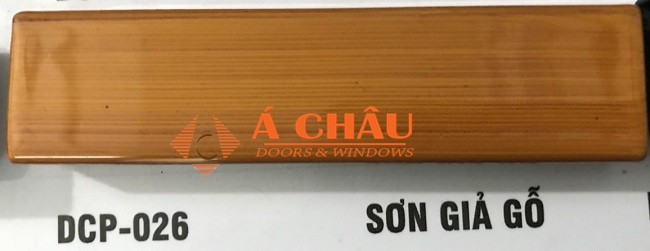 Á CHÂU
DOORS & WINDOWS
DCP-026
SƠN GIẢ GỖ